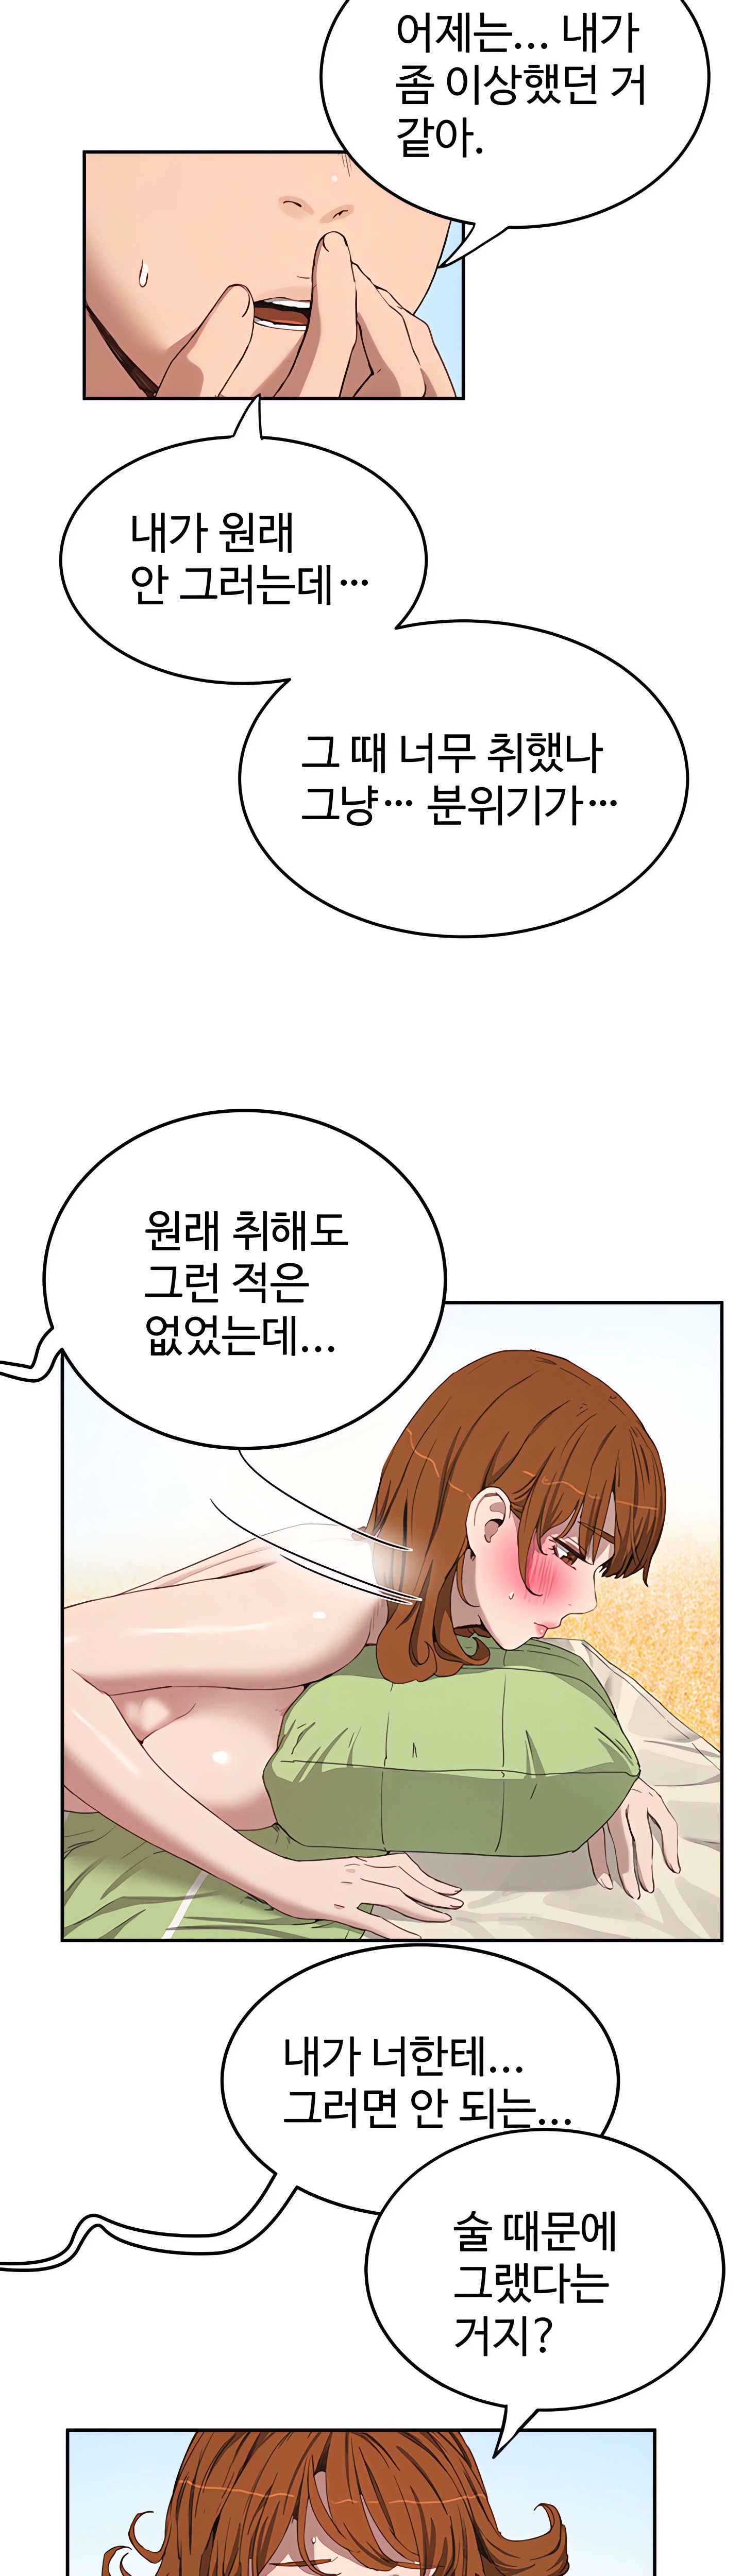 어제는... 내가
좀 이상했던 거
같아.
내가 원래
안 그러는데...
그 때 너무 취했나
그냥... 분위기가...
원래 취해도
그런 적은
없었는데...
내가 너한테...
그러면 안 되는...
술 때문에
그랬다는
거지?